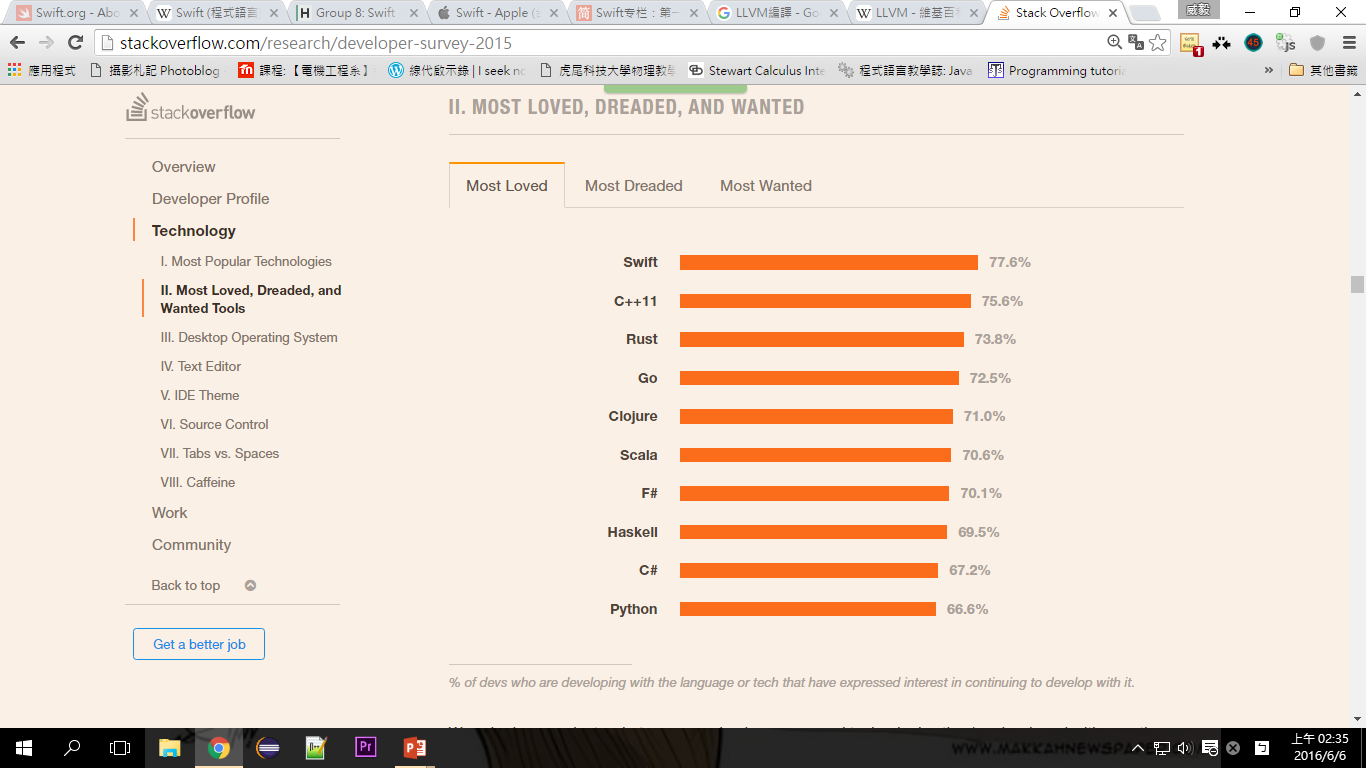 Swift.org - Abo
Swift (程式語言
Group 8: Swift
Swift - Apple (
Swift专栏：第一
LLVM編譯 - Go
LLVM - 維基百科
Stack Overflow
威毅
stackoverflow.com/research/developer-survey-2015
1
45
js
應用程式
攝影札記 Photoblog
課程:【電機工程系】
線代啟示錄 | I seek no
虎尾科技大學物理教學
Stewart Calculus Inte
程式語言教學誌: Java
Programming tutoria
»
其他書籤
stackoverflow
II. MOST LOVED, DREADED, AND WANTED
Overview
Developer Profile
Technology
I. Most Popular Technologies
II. Most Loved, Dreaded, and
Wanted Tools
III. Desktop Operating System
IV. Text Editor
V. IDE Theme
VI. Source Control
VII. Tabs vs. Spaces
VIII. Caffeine
Work
Community
Back to top
Get a better job
Most Loved
Most Dreaded
Most Wanted
Swift 77.6%
C++11 75.6%
Rust 73.8%
Go 72.5%
Clojure 71.0%
Scala 70.6%
F# 70.1%
Haskell 69.5%
C# 67.2%
Python 66.6%
% of devs who are developing with the language or tech that have expressed interest in continuing to develop with it.
Pr
WWW.MAKKAHNEWSPA
上午 02:35
2016/6/6